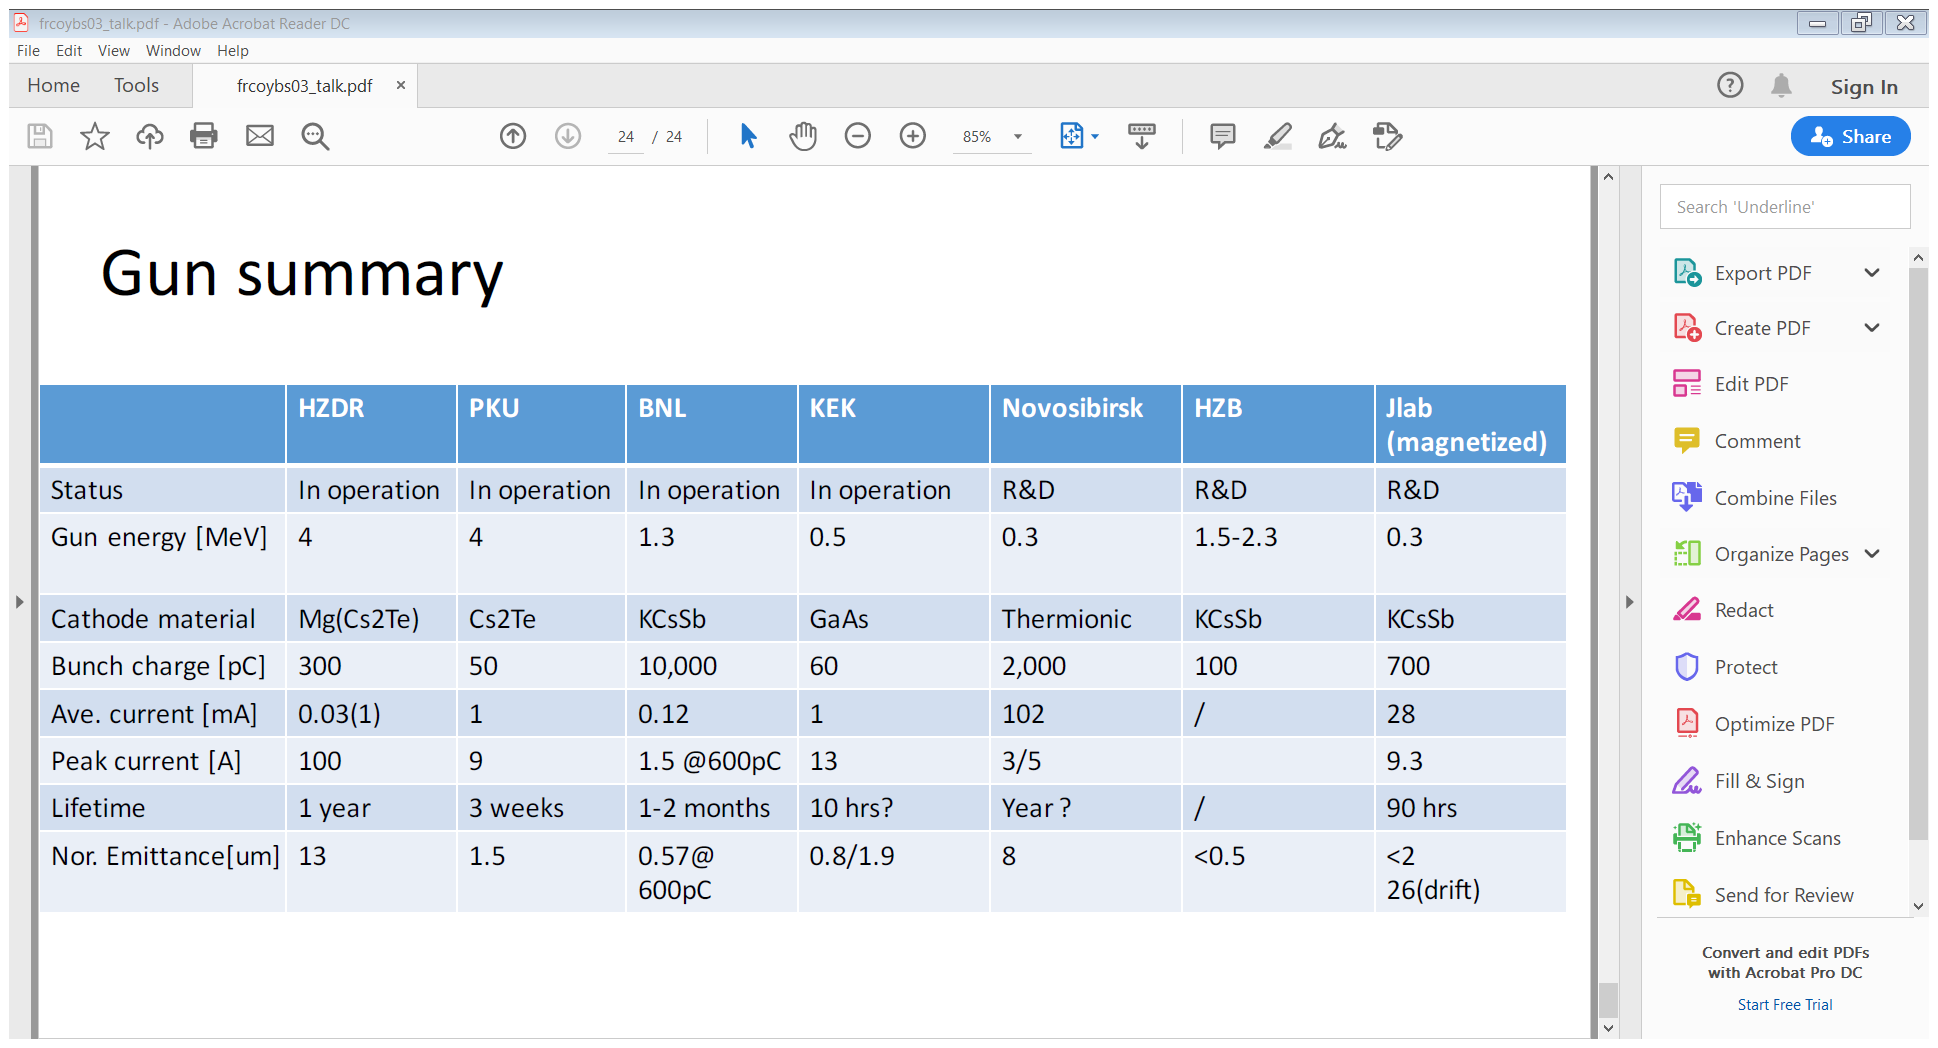 frcoybs03_talk.pdf - Adobe Acrobat Reader DC
File Edit View Window Help
Home Tools frcoybs03_talk.pdf × Sign In
24 / 24 85% Share
Gun summary
HZDR PKU BNL KEK Novosibirsk HZB Jlab
(magnetized)
Status In operation In operation In operation In operation R&D R&D R&D
Gun energy [MeV] 4 4 1.3 0.5 0.3 1.5-2.3 0.3
Cathode material Mg(Cs2Te) Cs2Te KCsSb GaAs Thermionic KCsSb KCsSb
Bunch charge [pC] 300 50 10,000 60 2,000 100 700
Ave. current [mA] 0.03(1) 1 0.12 1 102 / 28
Peak current [A] 100 9 1.5 @600pC 13 3/5 9.3
Lifetime 1 year 3 weeks 1-2 months 10 hrs? Year ? / 90 hrs
Nor. Emittance[um] 13 1.5 0.57@ 0.8/1.9 8 <0.5 <2
600pC 26(drift)
Search 'Underline'
Export PDF
Create PDF
Edit PDF
Comment
Combine Files
Organize Pages
Redact
Protect
Optimize PDF
Fill & Sign
Enhance Scans
Send for Review
Convert and edit PDFs
with Acrobat Pro DC
Start Free Trial